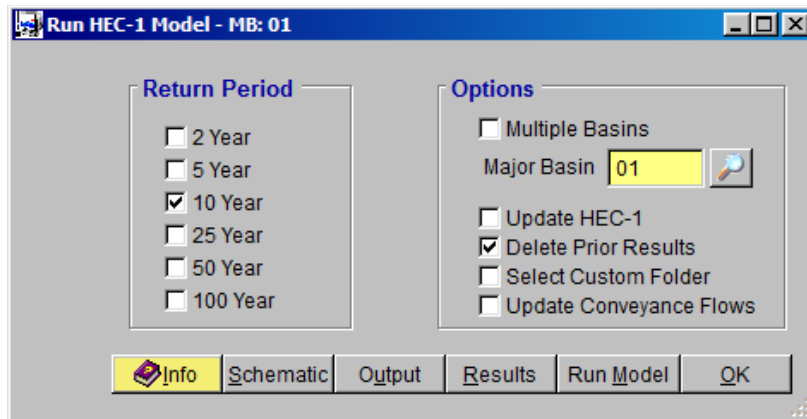 Run HEC-1 Model - MB: 01
Return Period
2 Year
5 Year
10 Year
25 Year
50 Year
100 Year
Options
Multiple Basins
Major Basin 01
Update HEC-1
Delete Prior Results
Select Custom Folder
Update Conveyance Flows
Info Schematic Output Results Run Model OK